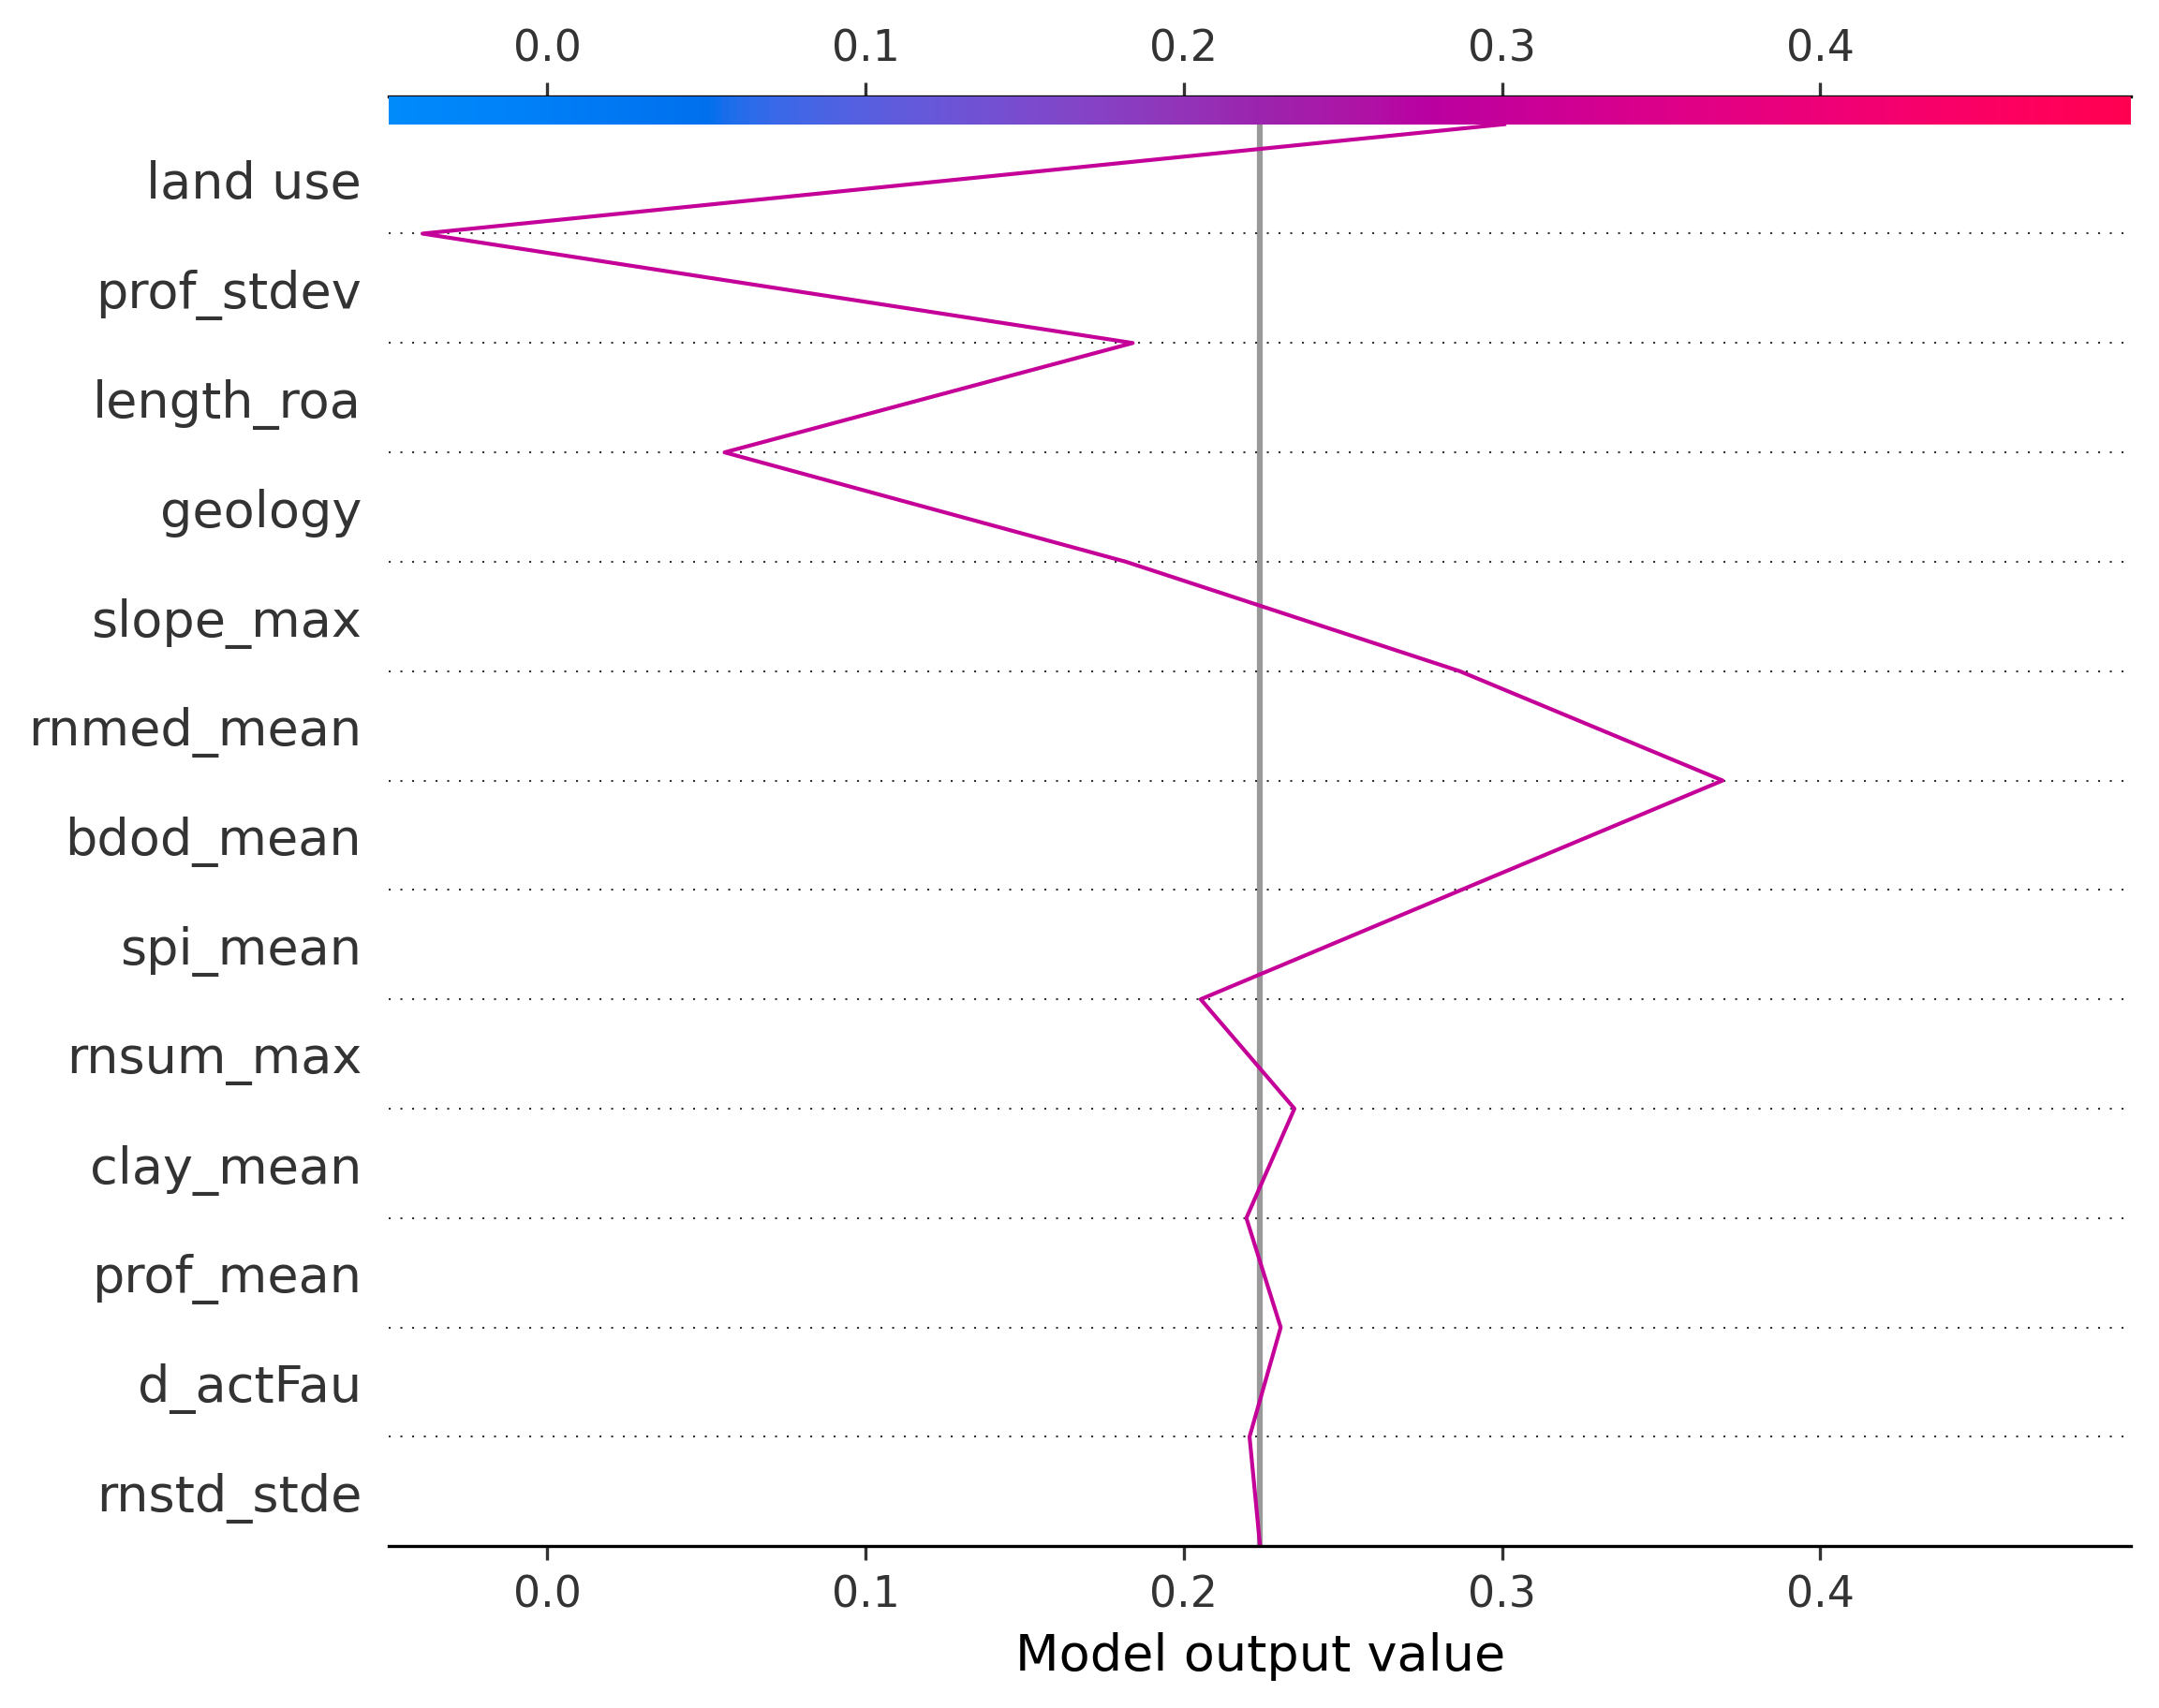 0.0 0.1 0.2 0.3 0.4
land use
prof_stdev
length_roa
geology
slope_max
rnmed_mean
bdod_mean
spi_mean
rnsum_max
clay_mean
prof_mean
d_actFau
rnstd_stde
0.0 0.1 0.2 0.3 0.4
Model output value